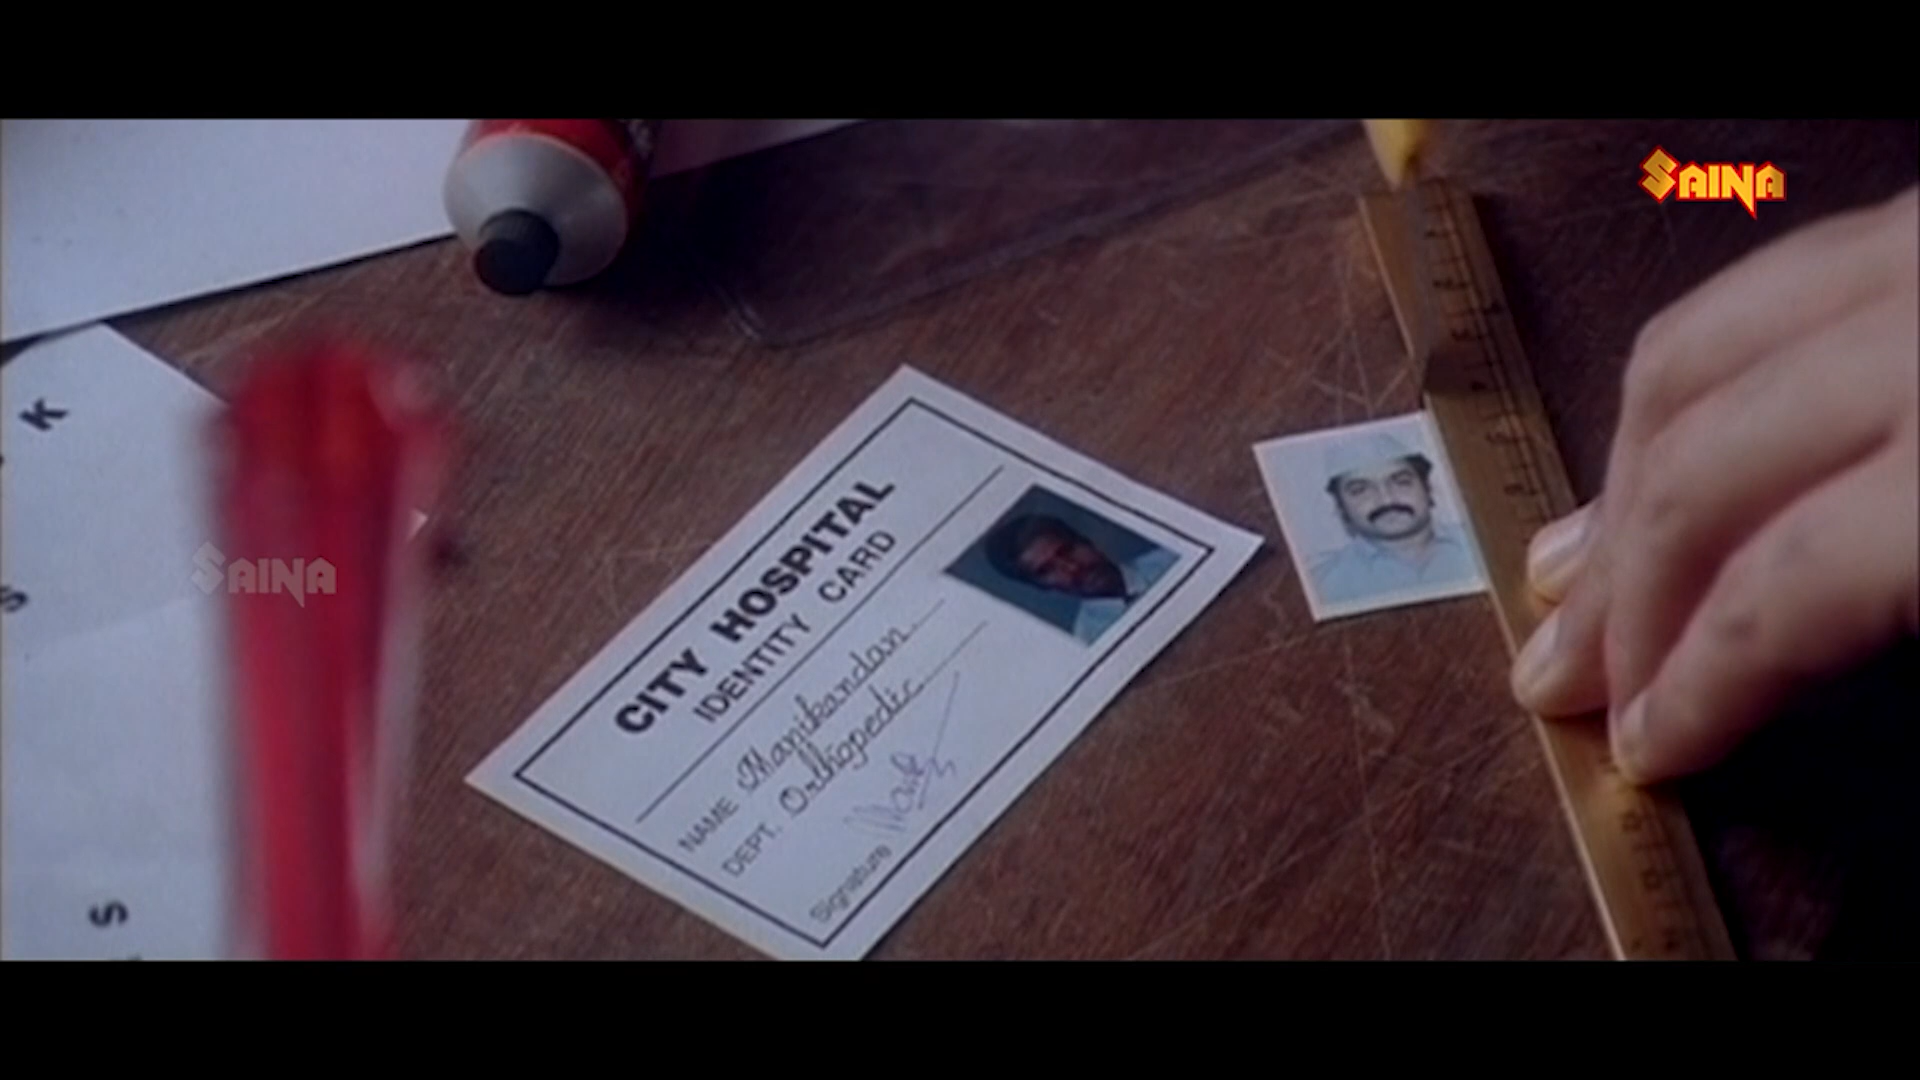 SAINA
K
S
SAINA
CITY HOSPITAL
IDENTITY CARD
NAME Manikandan
DEPT. Orthopedic
Signature
S